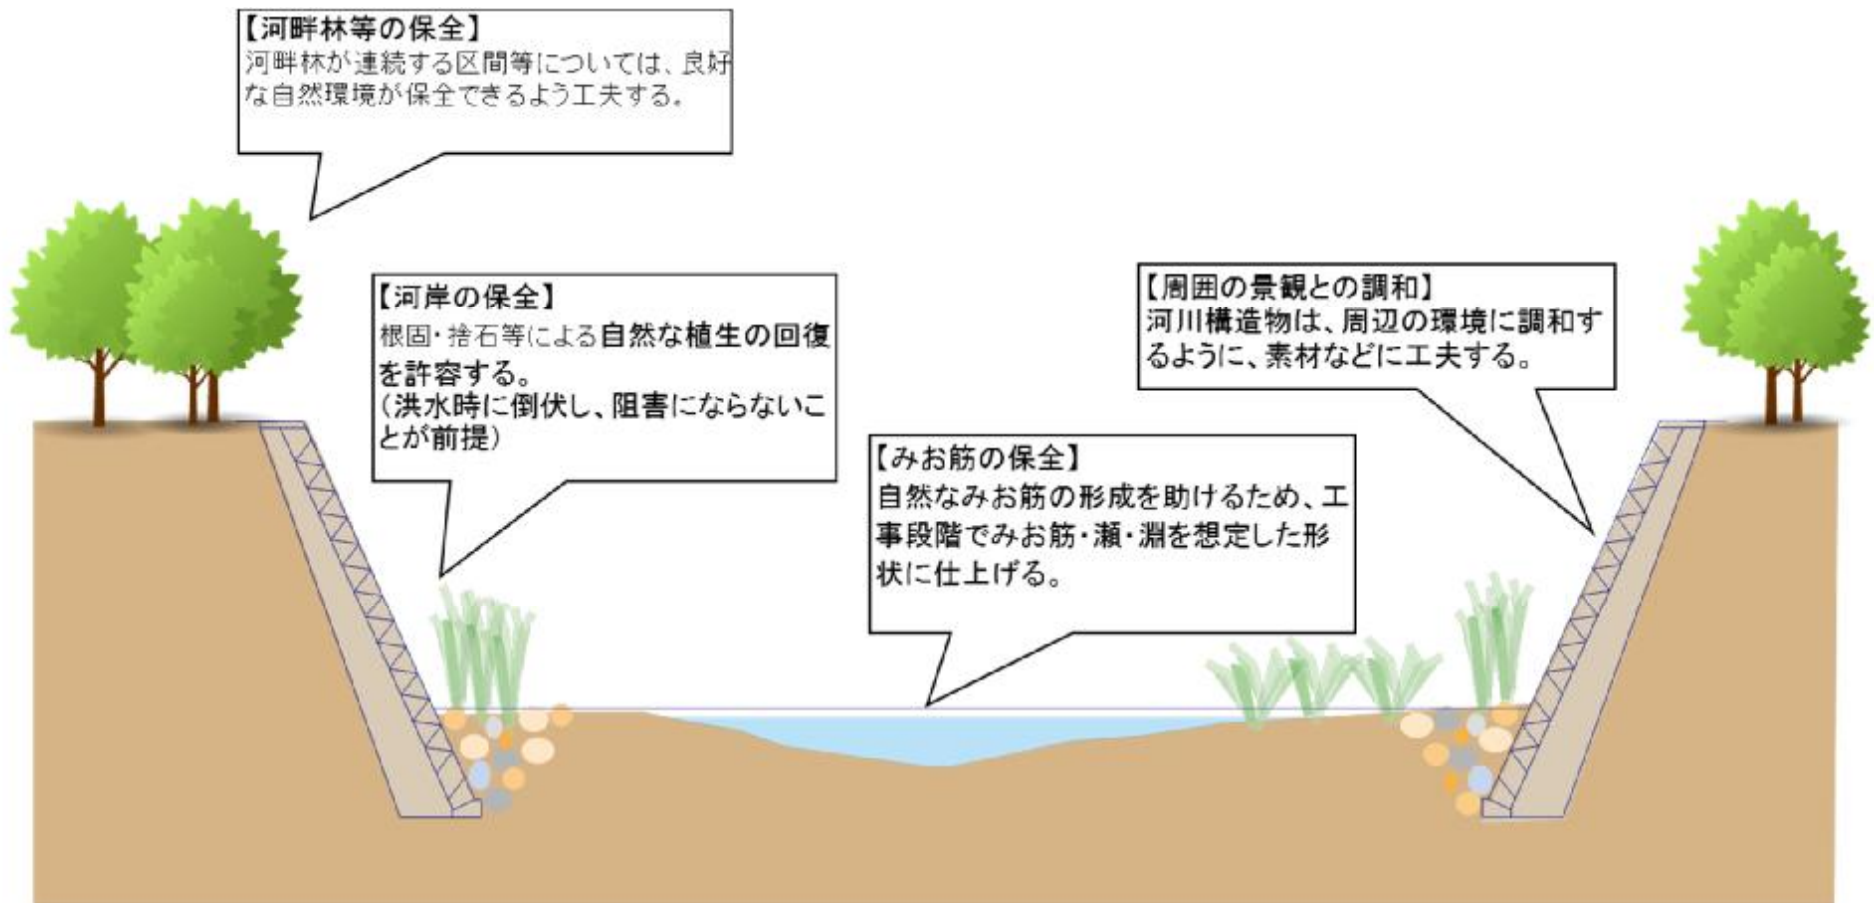 【河畔林等の保全】
河畔林が連続する区間等については、良好
な自然環境が保全できるよう工夫する。
【河岸の保全】
根固・捨石等による自然な植生の回復
を許容する。
（洪水時に倒伏し、阻害にならないこ
とが前提）
【周囲の景観との調和】
河川構造物は、周辺の環境に調和す
るように、素材などに工夫する。
【みお筋の保全】
自然なみお筋の形成を助けるため、工
事段階でみお筋・瀬・淵を想定した形
状に仕上げる。